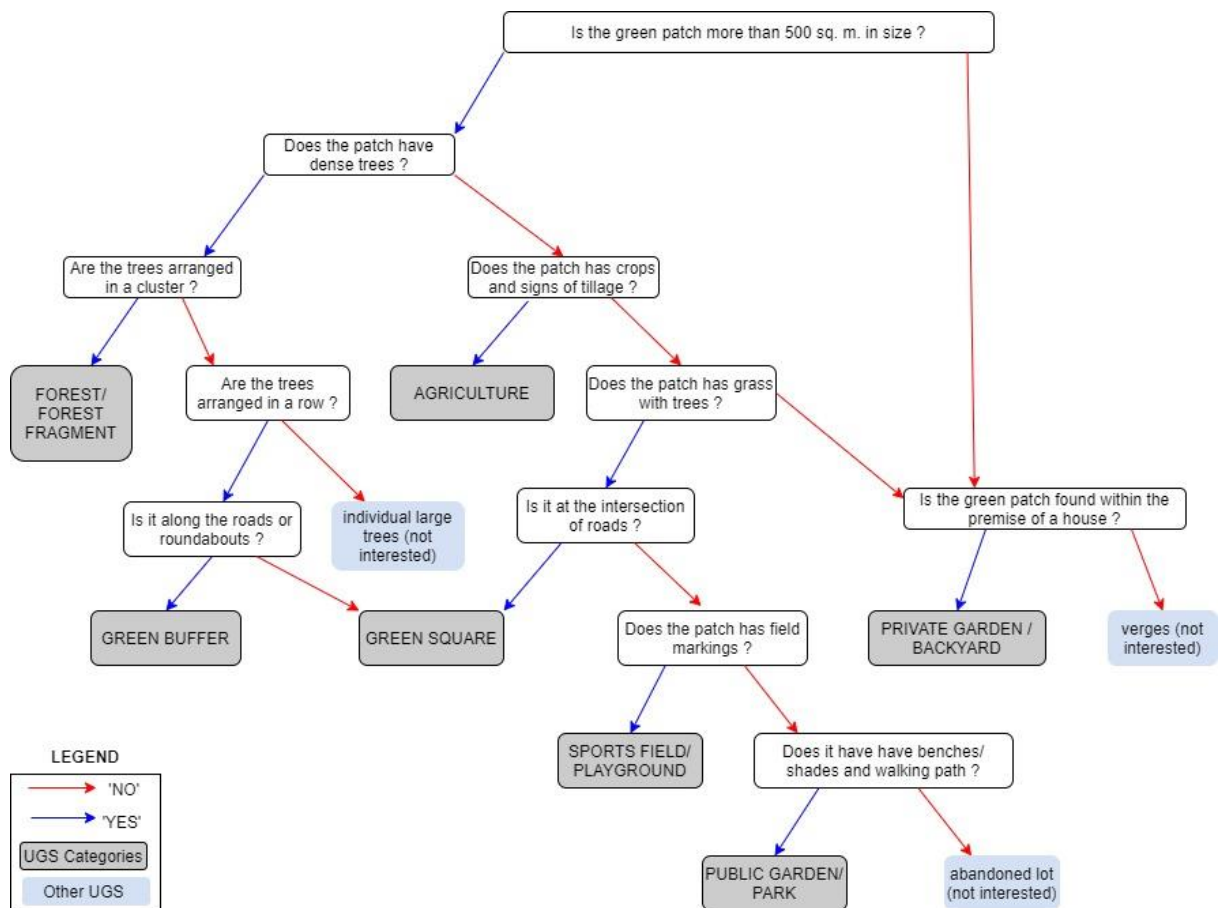 Is the green patch more than 500 sq. m. in size ?
Does the patch have
dense trees ?
Are the trees arranged
in a cluster ?
Does the patch has crops
and signs of tillage ?
FOREST/
FOREST
FRAGMENT
Are the trees
arranged in a row ?
AGRICULTURE
Does the patch has grass
with trees ?
Is it along the roads or
roundabouts ?
individual large
trees (not
interested)
Is it at the intersection
of roads ?
Is the green patch found within the
premise of a house ?
GREEN BUFFER
GREEN SQUARE
Does the patch has field
markings ?
PRIVATE GARDEN /
BACKYARD
verges (not
interested)
SPORTS FIELD/
PLAYGROUND
Does it have have benches/
shades and walking path ?
PUBLIC GARDEN/
PARK
abandoned lot
(not interested)
LEGEND
'NO'
'YES'
UGS Categories
Other UGS